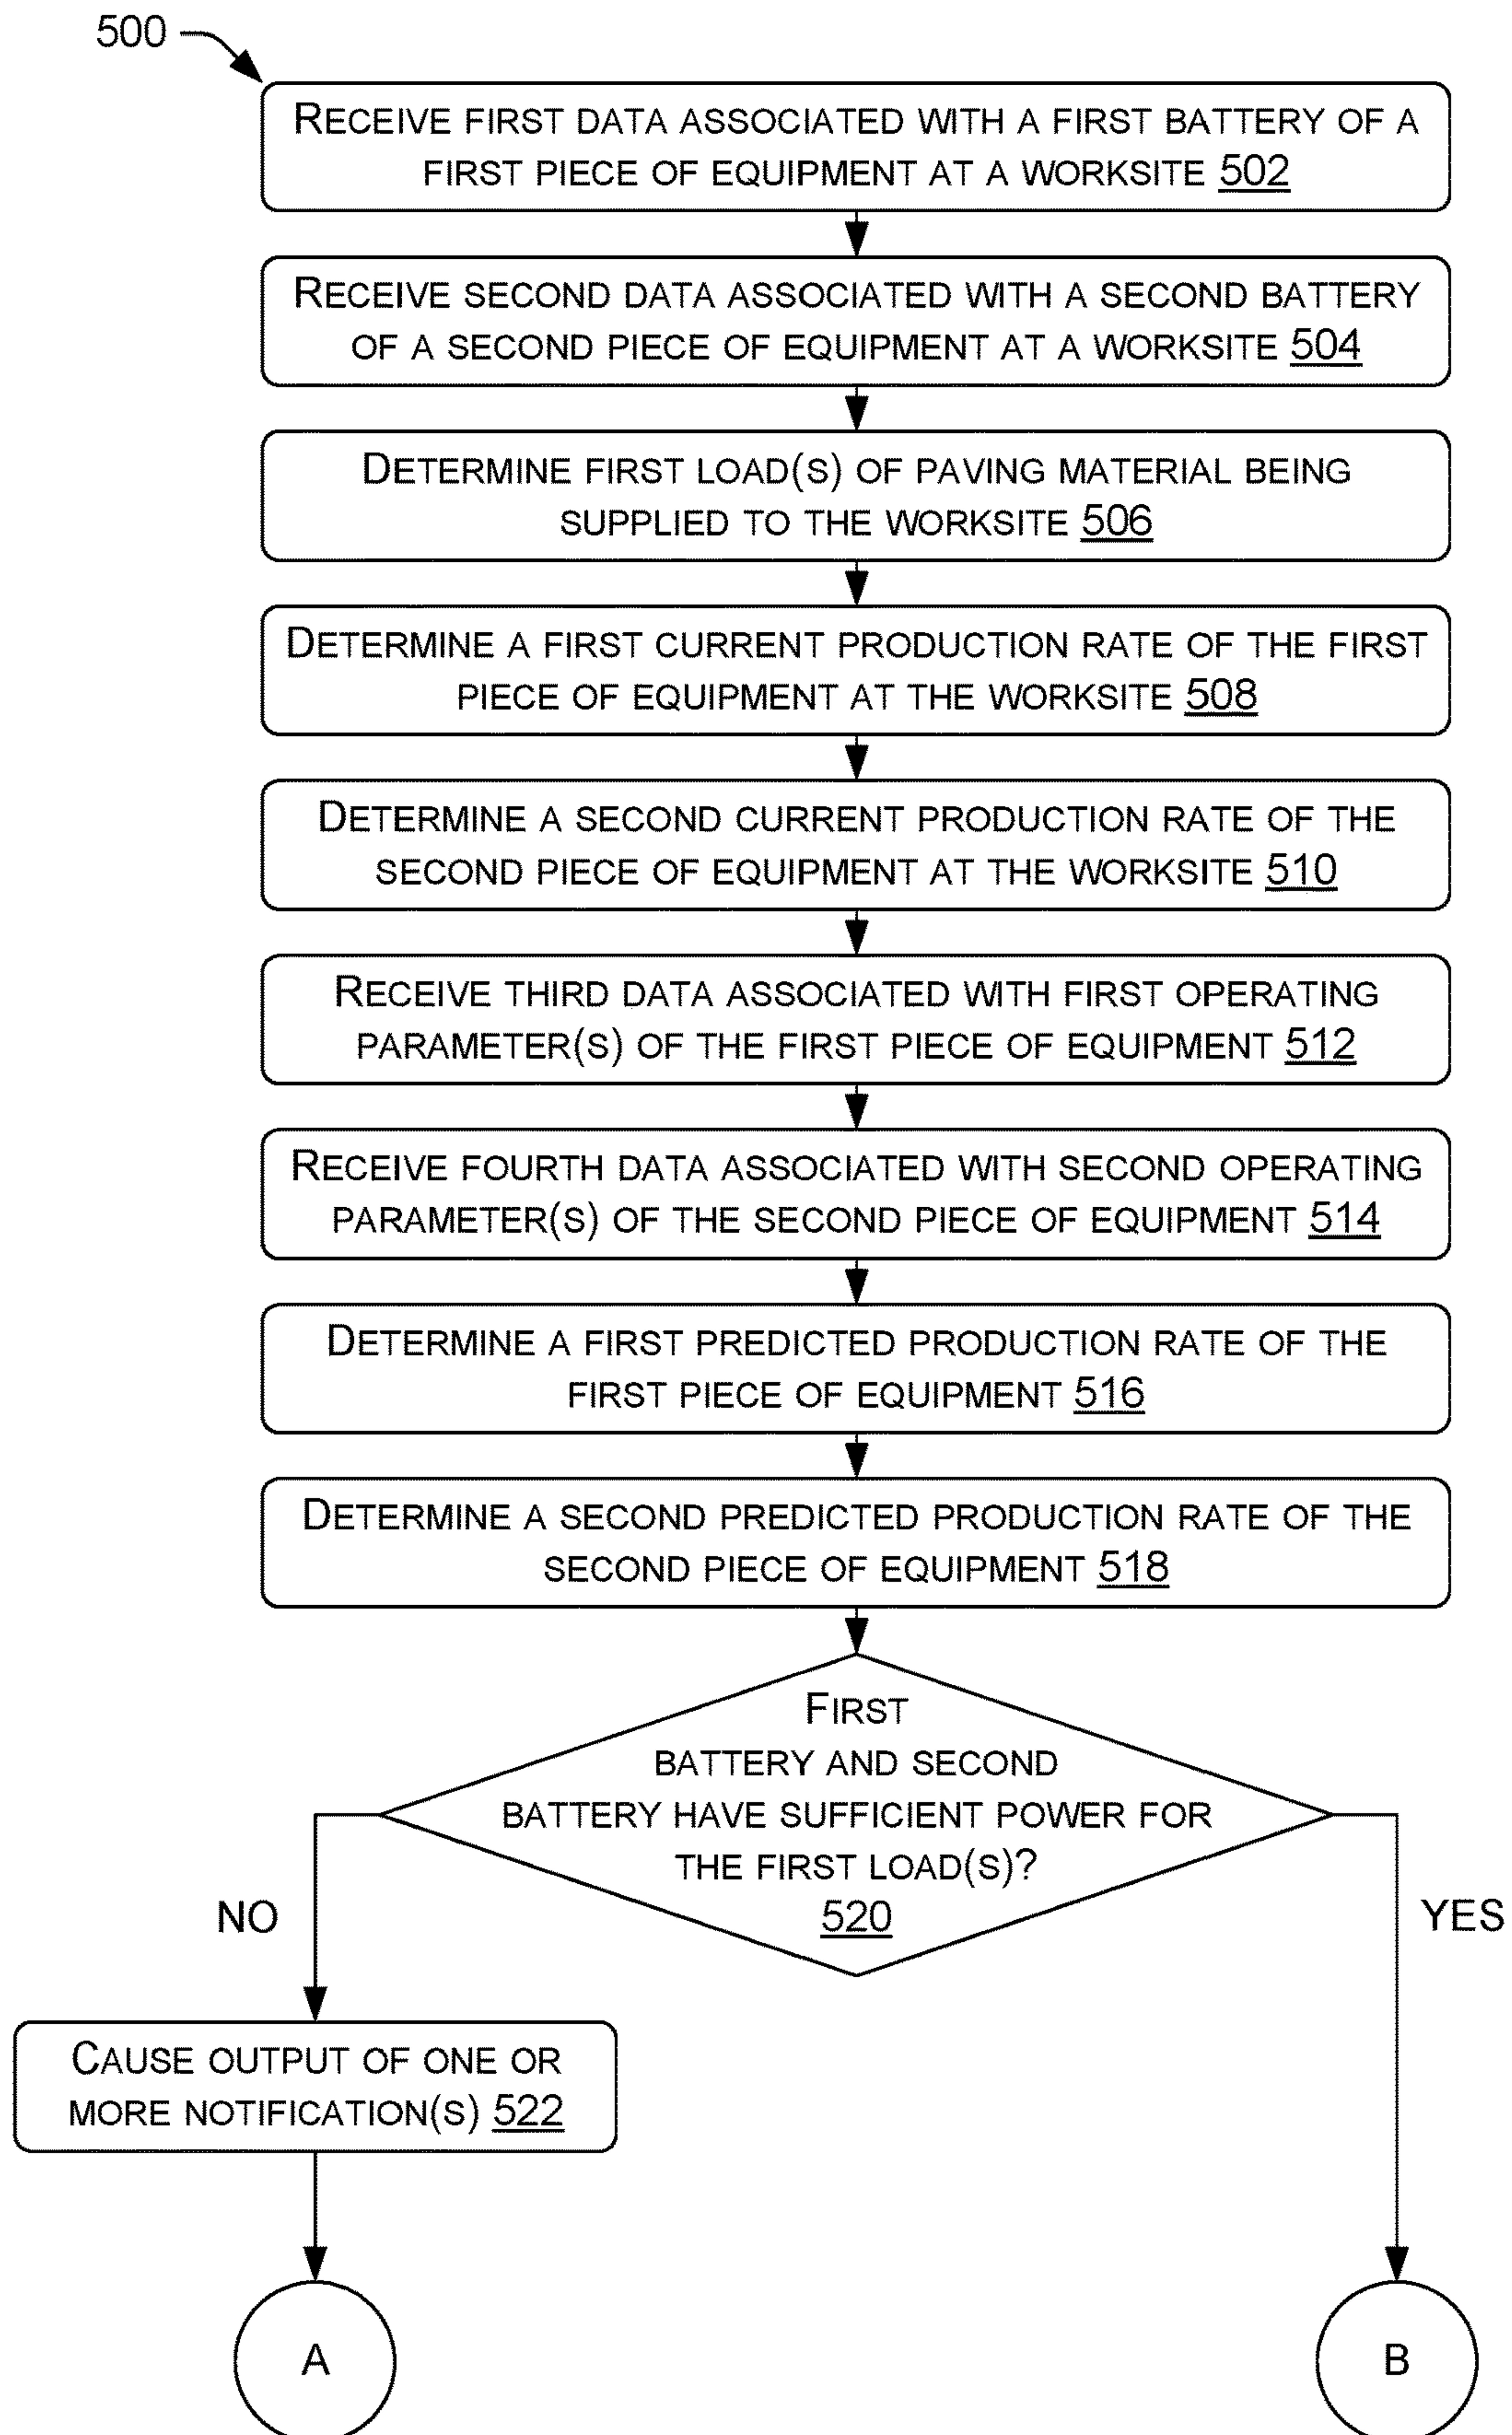 500
RECEIVE FIRST DATA ASSOCIATED WITH A FIRST BATTERY OF A
FIRST PIECE OF EQUIPMENT AT A WORKSITE 502
RECEIVE SECOND DATA ASSOCIATED WITH A SECOND BATTERY
OF A SECOND PIECE OF EQUIPMENT AT A WORKSITE 504
DETERMINE FIRST LOAD(S) OF PAVING MATERIAL BEING
SUPPLIED TO THE WORKSITE 506
DETERMINE A FIRST CURRENT PRODUCTION RATE OF THE FIRST
PIECE OF EQUIPMENT AT THE WORKSITE 508
DETERMINE A SECOND CURRENT PRODUCTION RATE OF THE
SECOND PIECE OF EQUIPMENT AT THE WORKSITE 510
RECEIVE THIRD DATA ASSOCIATED WITH FIRST OPERATING
PARAMETER(S) OF THE FIRST PIECE OF EQUIPMENT 512
RECEIVE FOURTH DATA ASSOCIATED WITH SECOND OPERATING
PARAMETER(S) OF THE SECOND PIECE OF EQUIPMENT 514
DETERMINE A FIRST PREDICTED PRODUCTION RATE OF THE
FIRST PIECE OF EQUIPMENT 516
DETERMINE A SECOND PREDICTED PRODUCTION RATE OF THE
SECOND PIECE OF EQUIPMENT 518
FIRST
BATTERY AND SECOND
BATTERY HAVE SUFFICIENT POWER FOR
THE FIRST LOAD(S)?
520
NO
YES
CAUSE OUTPUT OF ONE OR
MORE NOTIFICATION(S) 522
A
B